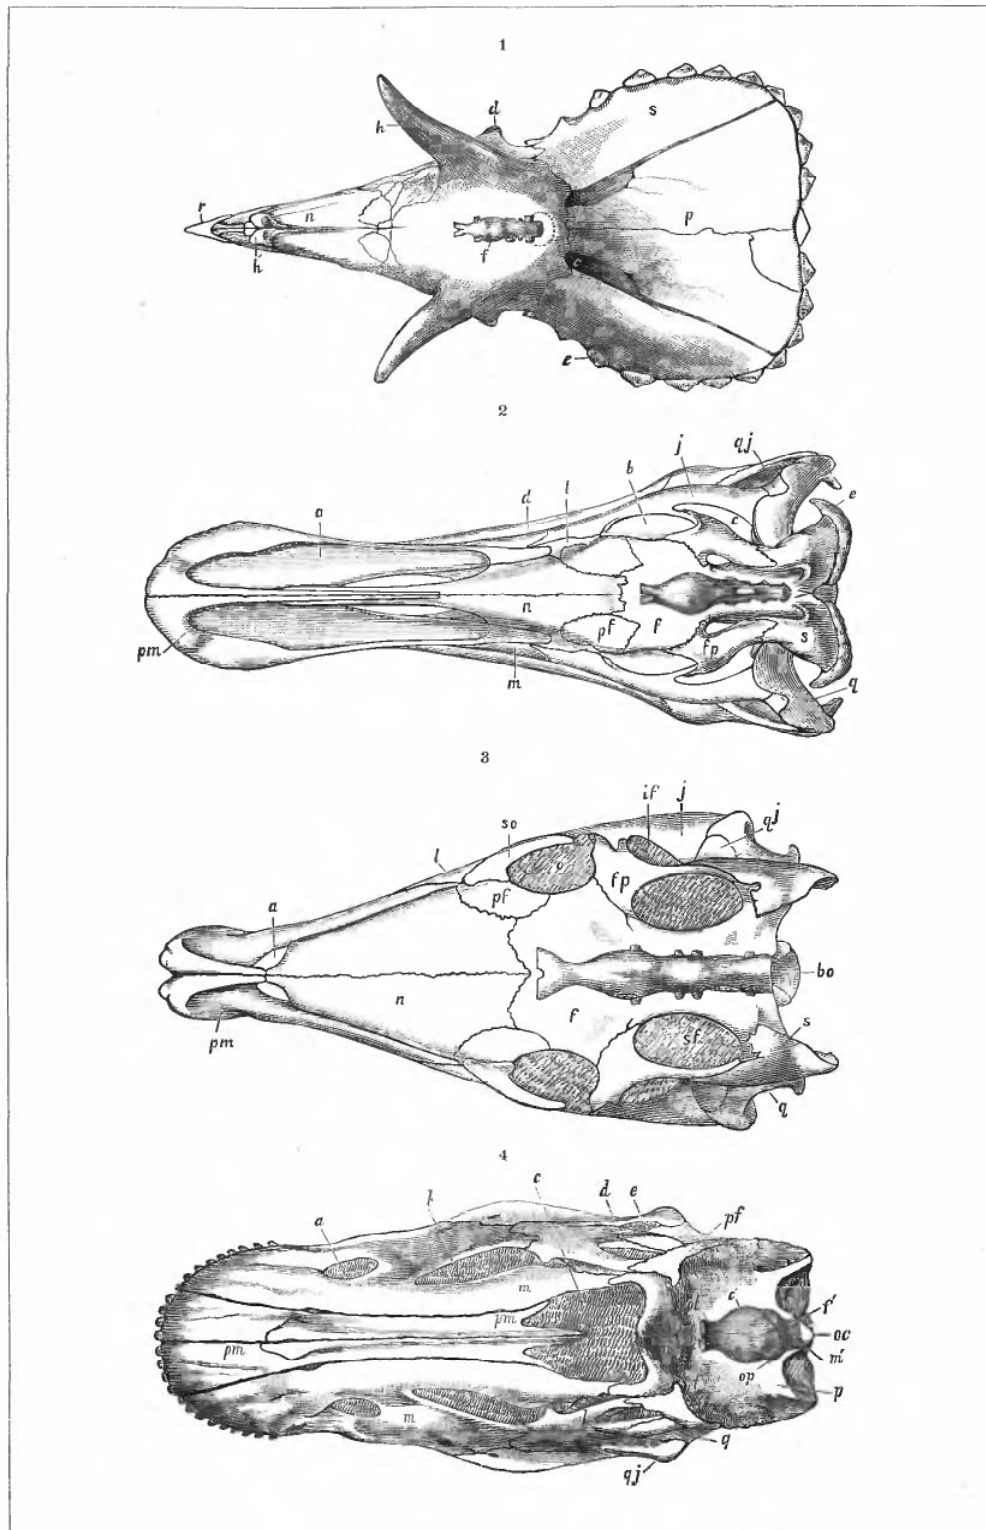 1
h d s
r n p
h f c
e
2
a d l b j qj e
c
n
pm pf f fp s
m q
3
if j
so qj
l o
pf fp
a
bo
n f
pm sf s
q
4
c d e
a b pf
m c'
pm f'
oc
pm m'
op
p
m
q
qj